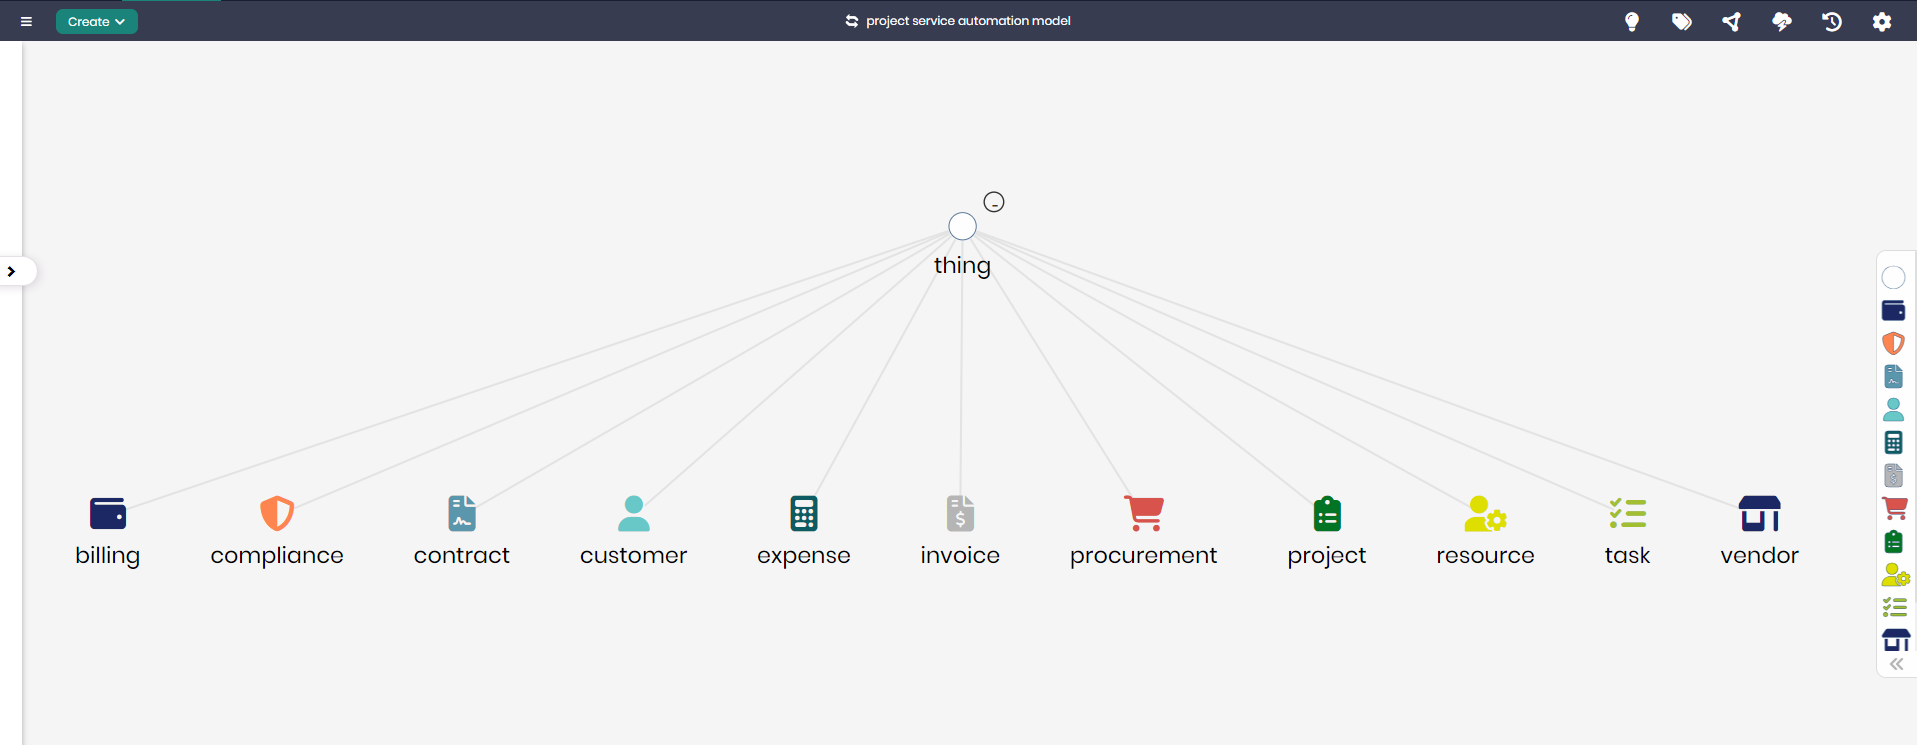 Create
project service automation model
thing
billing
compliance
contract
customer
expense
invoice
procurement
project
resource
task
vendor